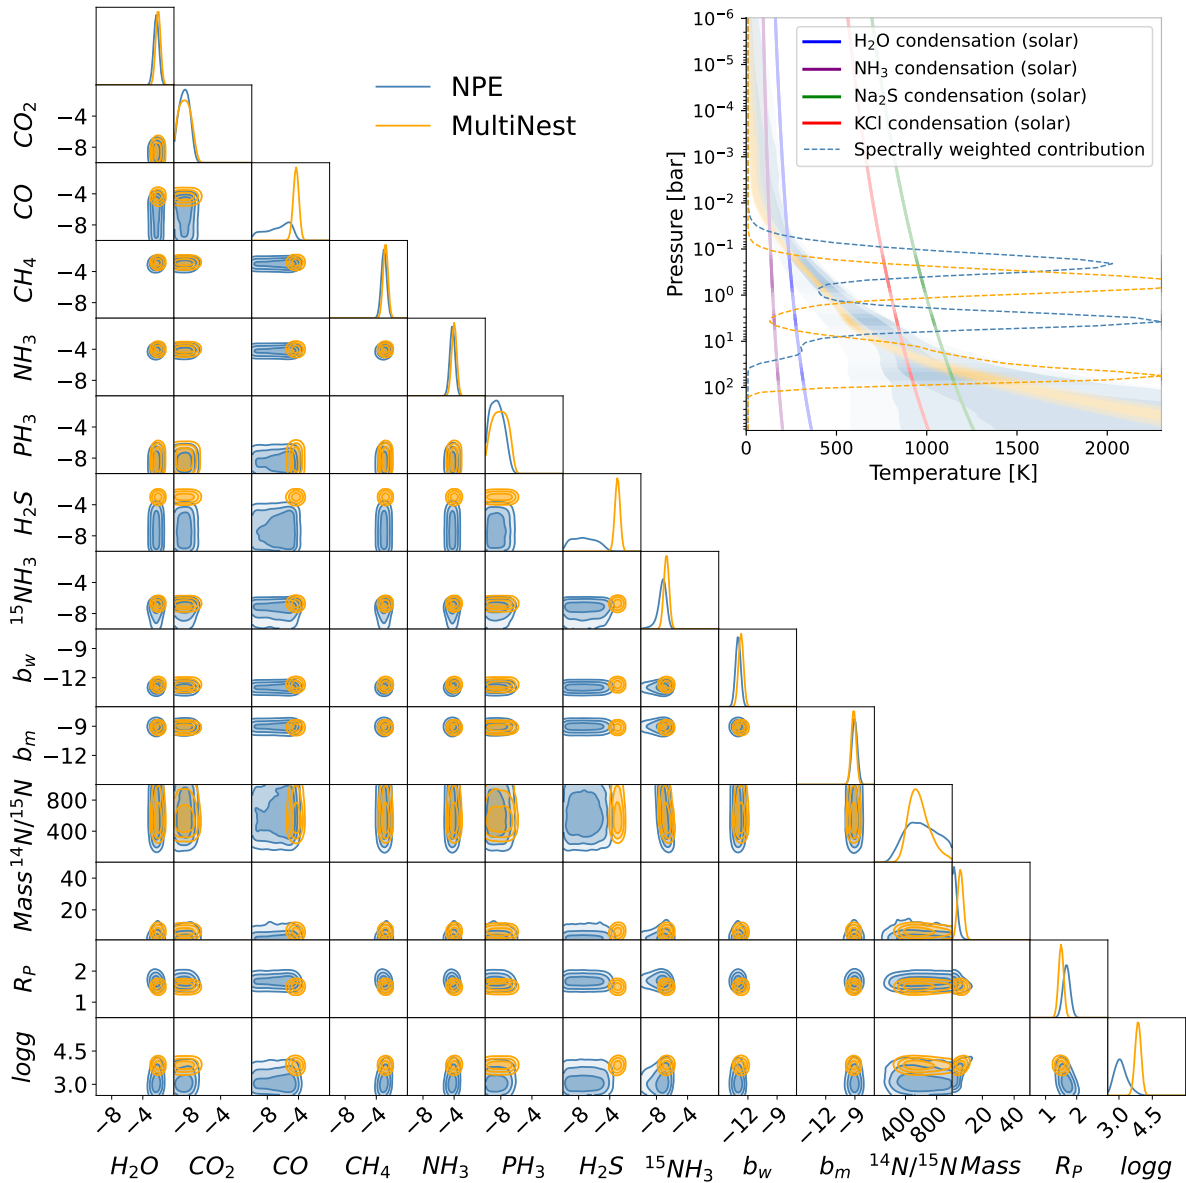 NPE
MultiNest
10⁻⁶
10⁻⁵
10⁻⁴
10⁻³
10⁻²
10⁻¹
10⁰
10¹
10²
Pressure [bar]
H₂O condensation (solar)
NH₃ condensation (solar)
Na₂S condensation (solar)
KCl condensation (solar)
Spectrally weighted contribution
0 500 1000 1500 2000
Temperature [K]
CO₂
−4
−8
CO
−4
−8
CH₄
−4
−8
NH₃
−4
−8
PH₃
−4
−8
H₂S
−4
−8
¹⁵NH₃
−4
−8
b_w
−9
−12
b_m
−9
−12
¹⁴N/¹⁵N
800
400
Mass
40
20
R_P
2
1
logg
4.5
3.0
−8 −4 −8 −4 −8 −4 −8 −4 −8 −4 −8 −4 −8 −4 −8 −4 −12 −9 −12 −9 400 800 20 40 1 2 3.0 4.5
H₂O CO₂ CO CH₄ NH₃ PH₃ H₂S ¹⁵NH₃ b_w b_m ¹⁴N/¹⁵N Mass R_P logg